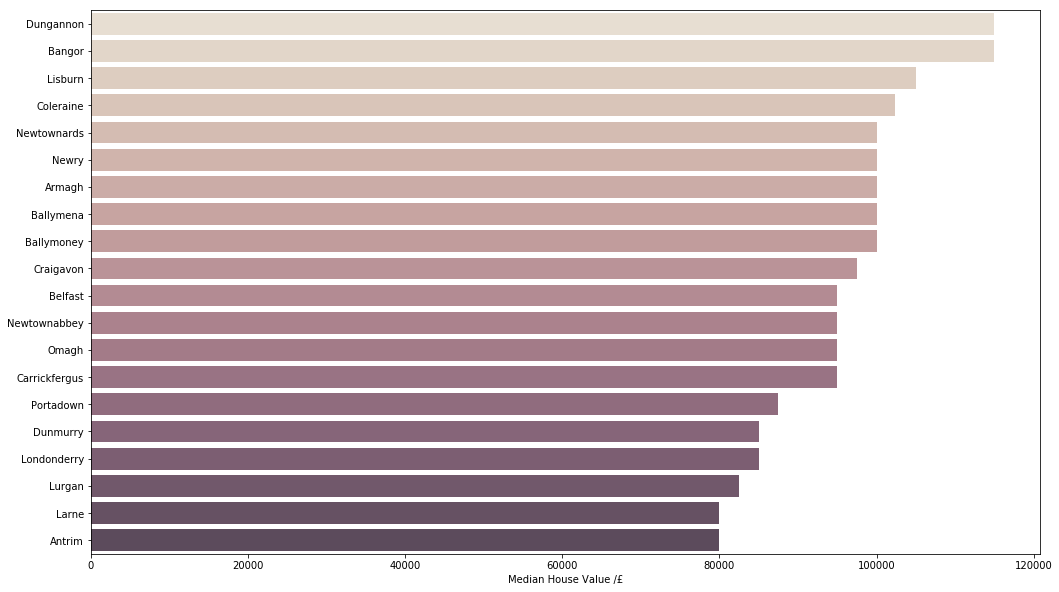 Dungannon
Bangor
Lisburn
Coleraine
Newtownards
Newry
Armagh
Ballymena
Ballymoney
Craigavon
Belfast
Newtownabbey
Omagh
Carrickfergus
Portadown
Dunmurry
Londonderry
Lurgan
Larne
Antrim
0 20000 40000 60000 80000 100000 120000
Median House Value /£